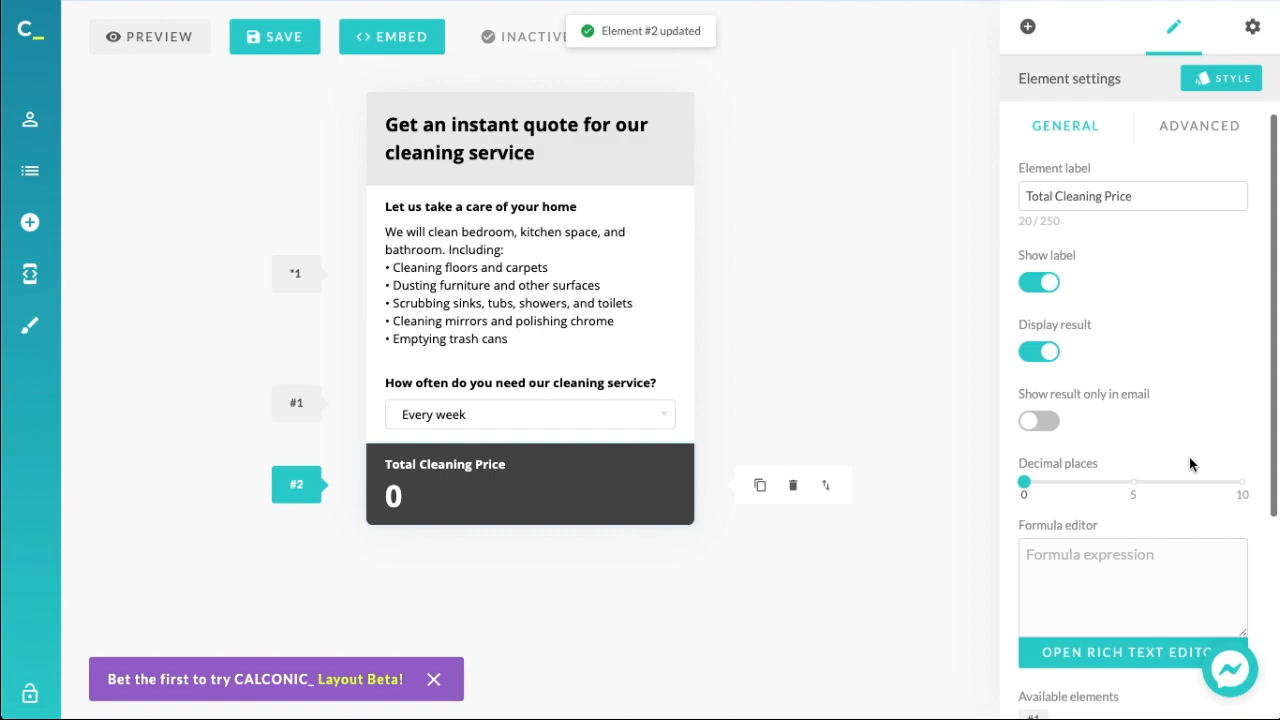 C_
PREVIEW
SAVE
<> EMBED
INACTIVE
Element #2 updated
Get an instant quote for our
cleaning service
Let us take a care of your home
We will clean bedroom, kitchen space, and
bathroom. Including:
• Cleaning floors and carpets
• Dusting furniture and other surfaces
• Scrubbing sinks, tubs, showers, and toilets
• Cleaning mirrors and polishing chrome
• Emptying trash cans
*1
How often do you need our cleaning service?
#1
Every week
Total Cleaning Price
#2
0
Bet the first to try CALCONIC_ Layout Beta!
Element settings
STYLE
GENERAL
ADVANCED
Element label
Total Cleaning Price
20 / 250
Show label
Display result
Show result only in email
Decimal places
0 5 10
Formula editor
Formula expression
OPEN RICH TEXT EDITO
Available elements
#1